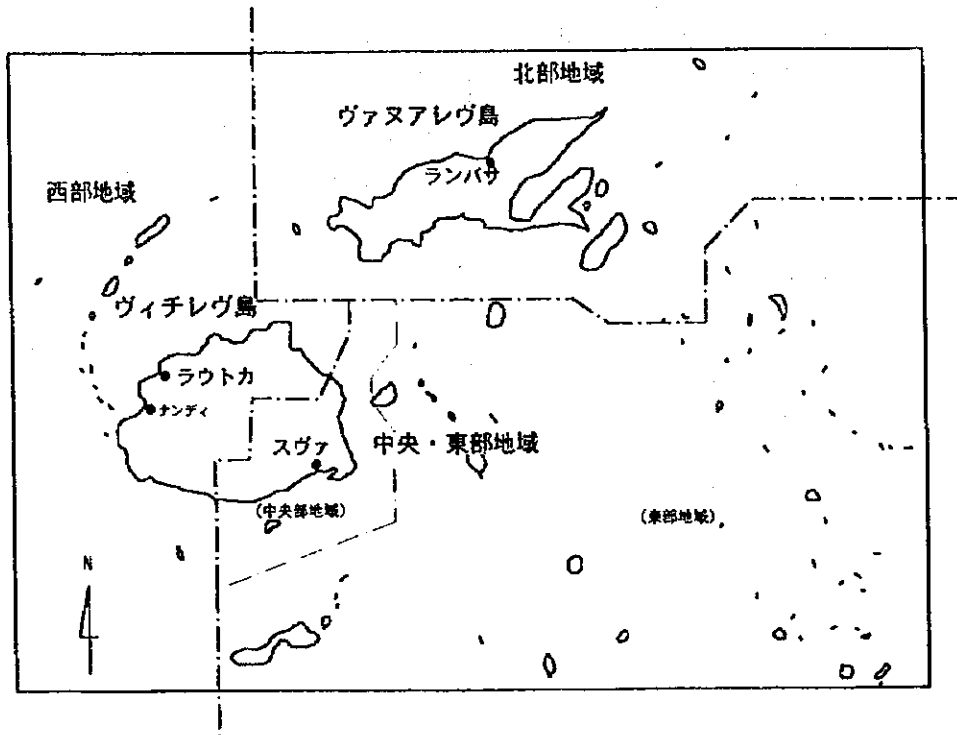 北部地域
ヴァヌアレヴ島
ランバサ
西部地域
ヴィチレヴ島
ラウトカ
ナンディ
スヴァ
中央・東部地域
(中央部地域)
(東部地域)
N